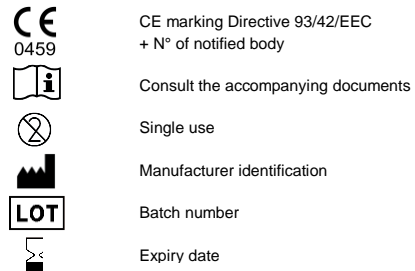 CE CE marking Directive 93/42/EEC
0459 + N° of notified body
i Consult the accompanying documents
2 Single use
Manufacturer identification
LOT Batch number
Expiry date